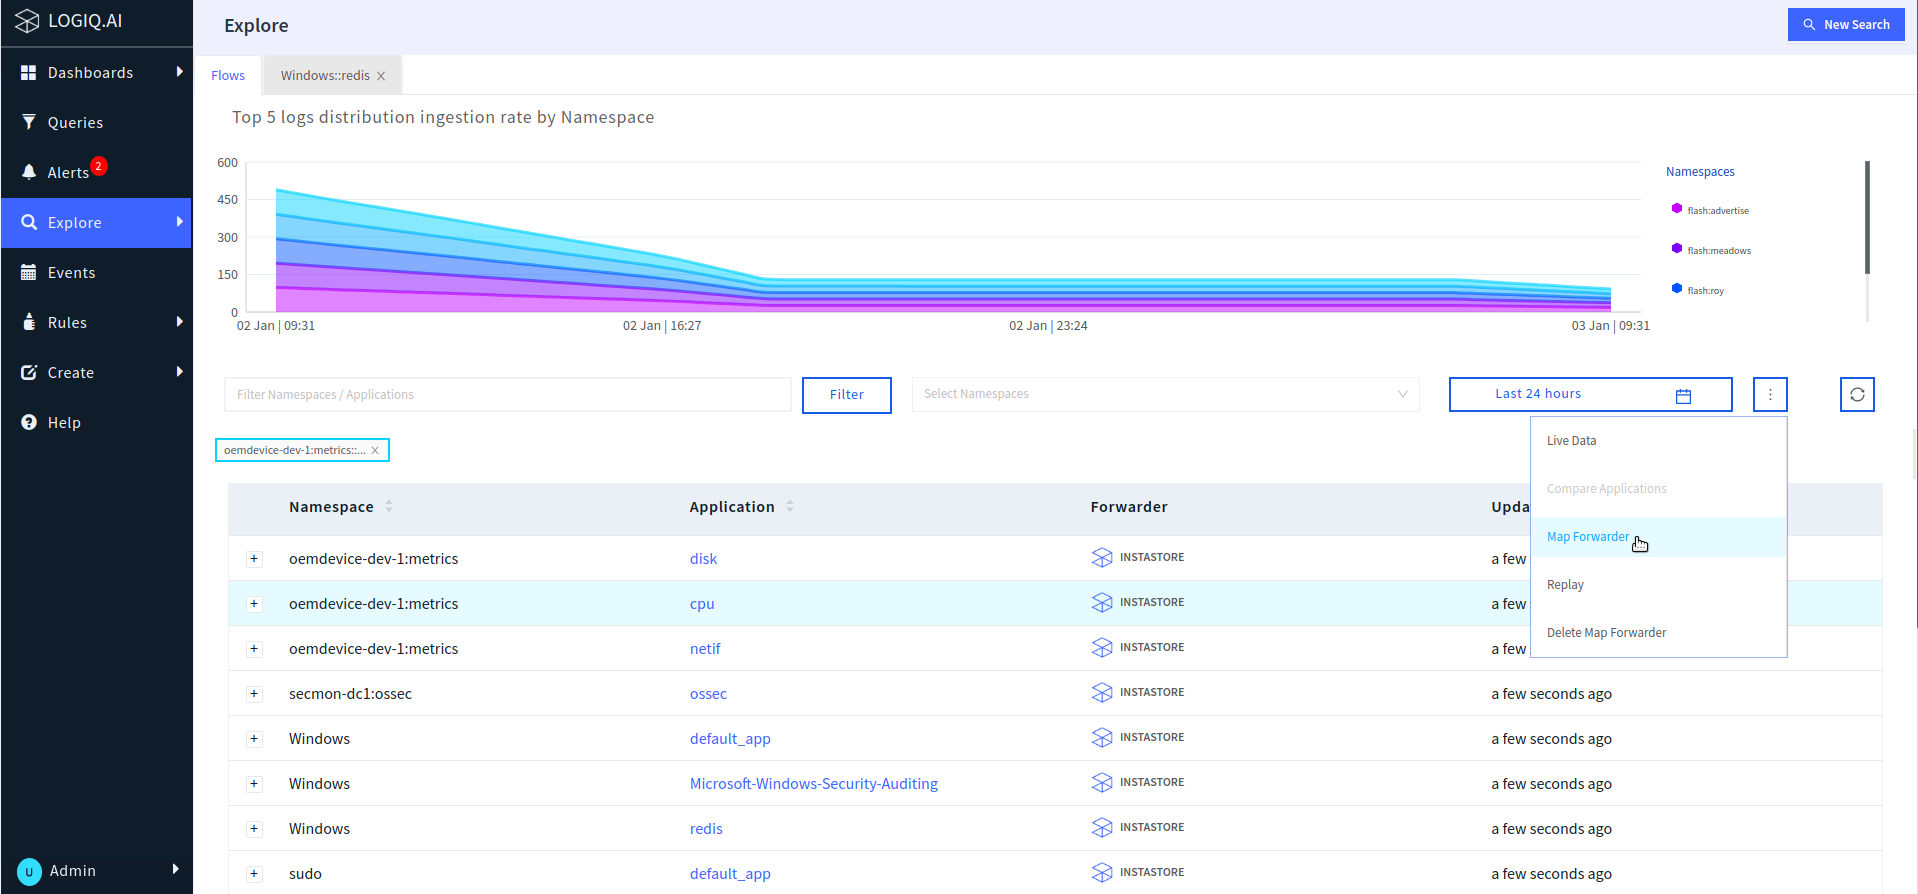 LOGIQ.AI
Explore
New Search
Dashboards
Queries
Alerts 2
Explore
Events
Rules
Create
Help
U Admin
Flows
Windows::redis
Top 5 logs distribution ingestion rate by Namespace
600
450
300
150
0
02 Jan | 09:31 02 Jan | 16:27 02 Jan | 23:24 03 Jan | 09:31
Namespaces
flash:advertise
flash:meadows
flash:roy
Filter Namespaces / Applications
Filter
Select Namespaces
Last 24 hours
Live Data
Compare Applications
Map Forwarder
Replay
Delete Map Forwarder
oemdevice-dev-1:metrics::...
Namespace Application Forwarder Upda
oemdevice-dev-1:metrics disk INSTASTORE a few
oemdevice-dev-1:metrics cpu INSTASTORE a few
oemdevice-dev-1:metrics netif INSTASTORE a few
secmon-dc1:ossec ossec INSTASTORE a few seconds ago
Windows default_app INSTASTORE a few seconds ago
Windows Microsoft-Windows-Security-Auditing INSTASTORE a few seconds ago
Windows redis INSTASTORE a few seconds ago
sudo default_app INSTASTORE a few seconds ago